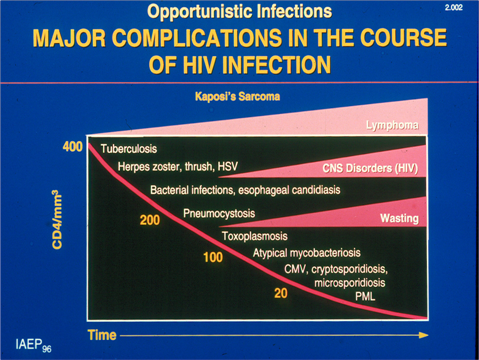 Opportunistic Infections
2.002
MAJOR COMPLICATIONS IN THE COURSE
OF HIV INFECTION
Kaposi's Sarcoma
Lymphoma
400
Tuberculosis
Herpes zoster, thrush, HSV
CNS Disorders (HIV)
Bacterial infections, esophageal candidiasis
200
Pneumocystosis
Wasting
CD4/mm³
Toxoplasmosis
100
Atypical mycobacteriosis
CMV, cryptosporidiosis,
microsporidiosis
20
PML
Time
IAEP96